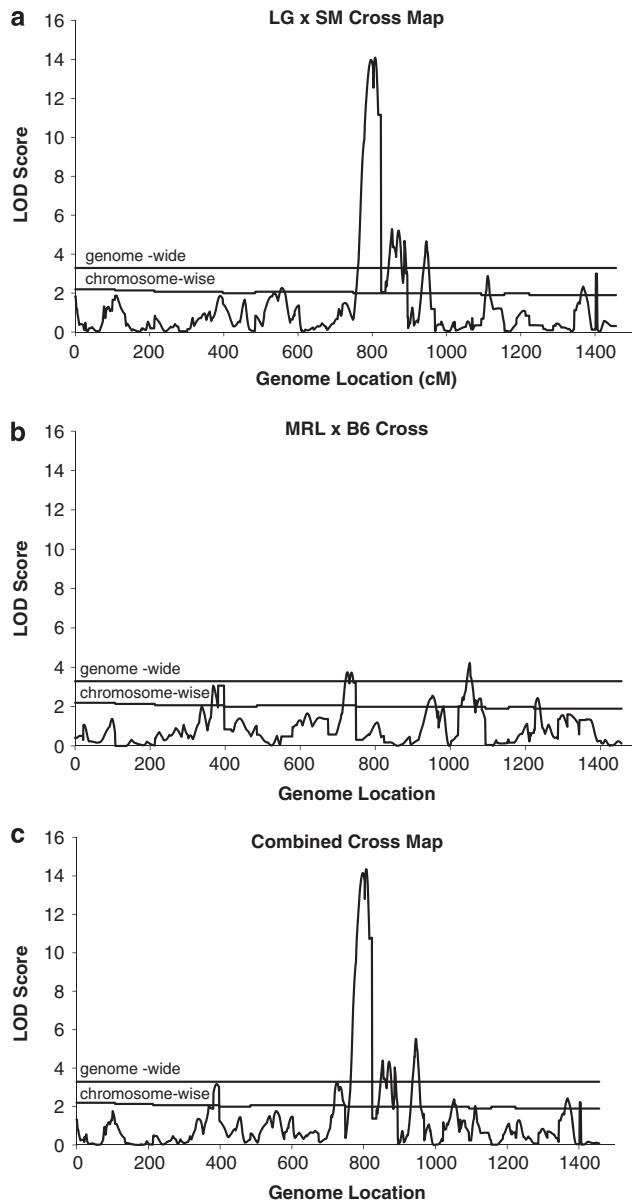 a
LG x SM Cross Map
16
14
12
10
8
6
4
2
0
LOD Score
genome -wide
chromosome-wise
0 200 400 600 800 1000 1200 1400
Genome Location (cM)
b
MRL x B6 Cross
16
14
12
10
8
6
4
2
0
LOD Score
genome -wide
chromosome-wise
0 200 400 600 800 1000 1200 1400
Genome Location
c
Combined Cross Map
16
14
12
10
8
6
4
2
0
LOD Score
genome -wide
chromosome-wise
0 200 400 600 800 1000 1200 1400
Genome Location